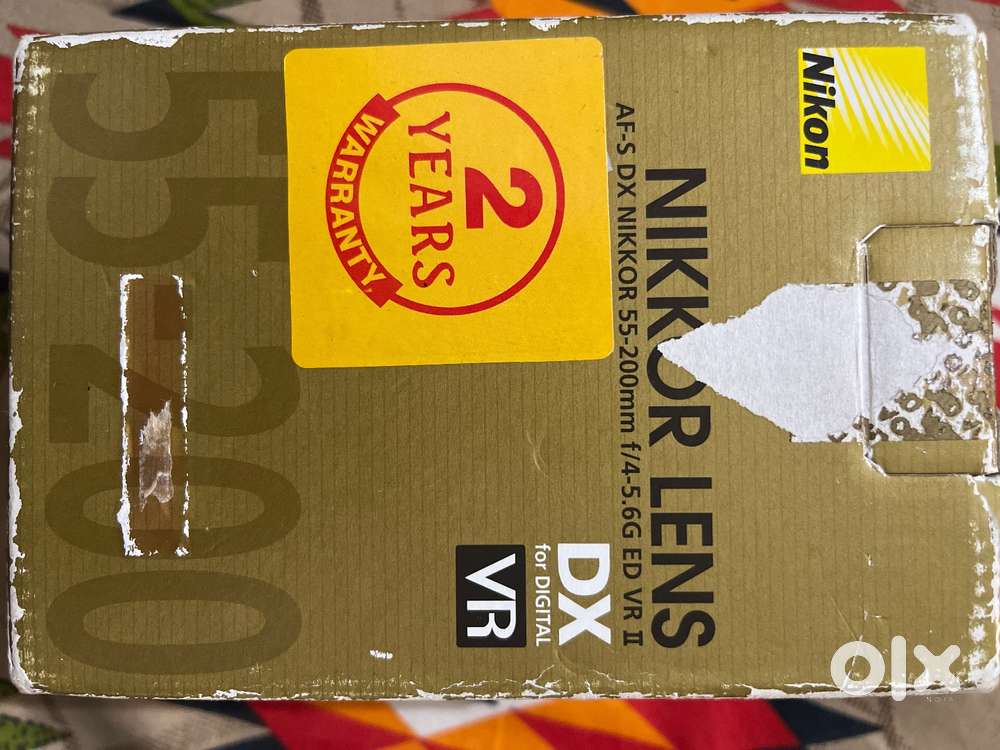 Nikon
NIKKOR LENS
AF-S DX NIKKOR 55-200mm f/4-5.6G ED VR II
2
YEARS
WARRANTY
DX
for DIGITAL
VR
55-200
olx